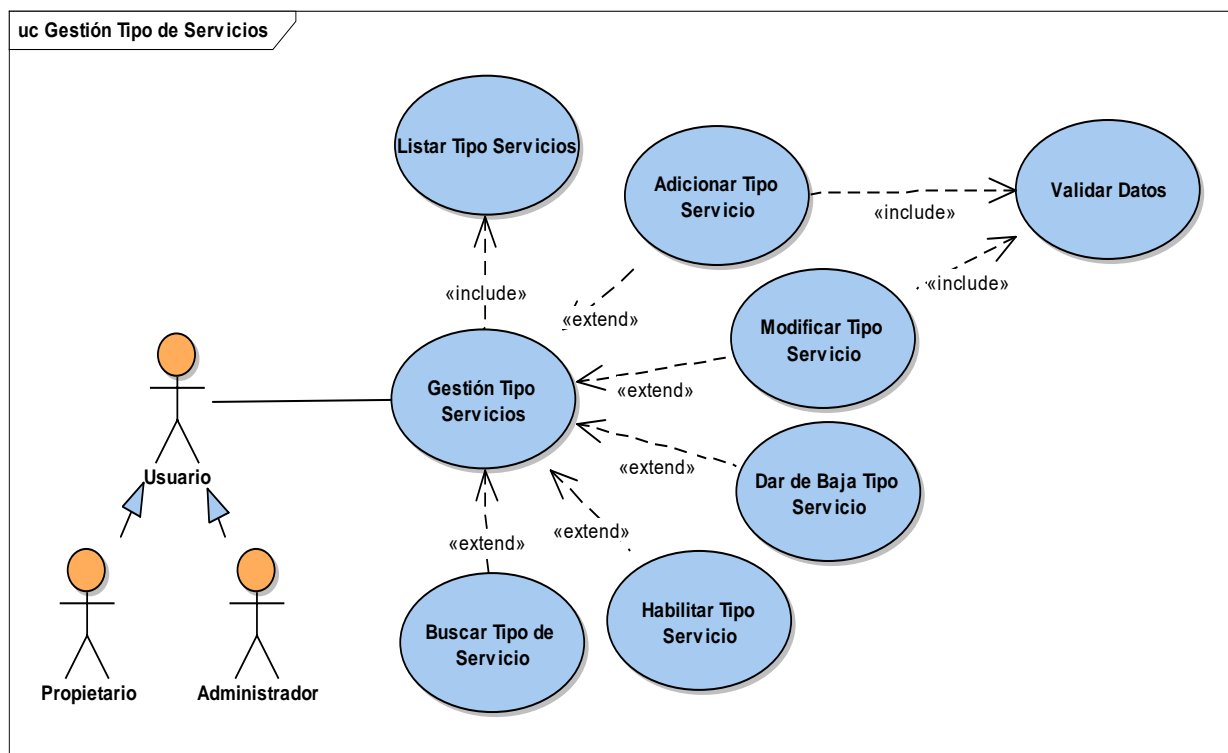 uc Gestión Tipo de Servicios
Listar Tipo Servicios
Adicionar Tipo
Servicio
Validar Datos
«include»
«include»
«extend»
«include»
Modificar Tipo
Servicio
Gestión Tipo
Servicios
«extend»
«extend»
Usuario
Dar de Baja Tipo
Servicio
«extend»
«extend»
Habilitar Tipo
Servicio
Buscar Tipo de
Servicio
Propietario
Administrador